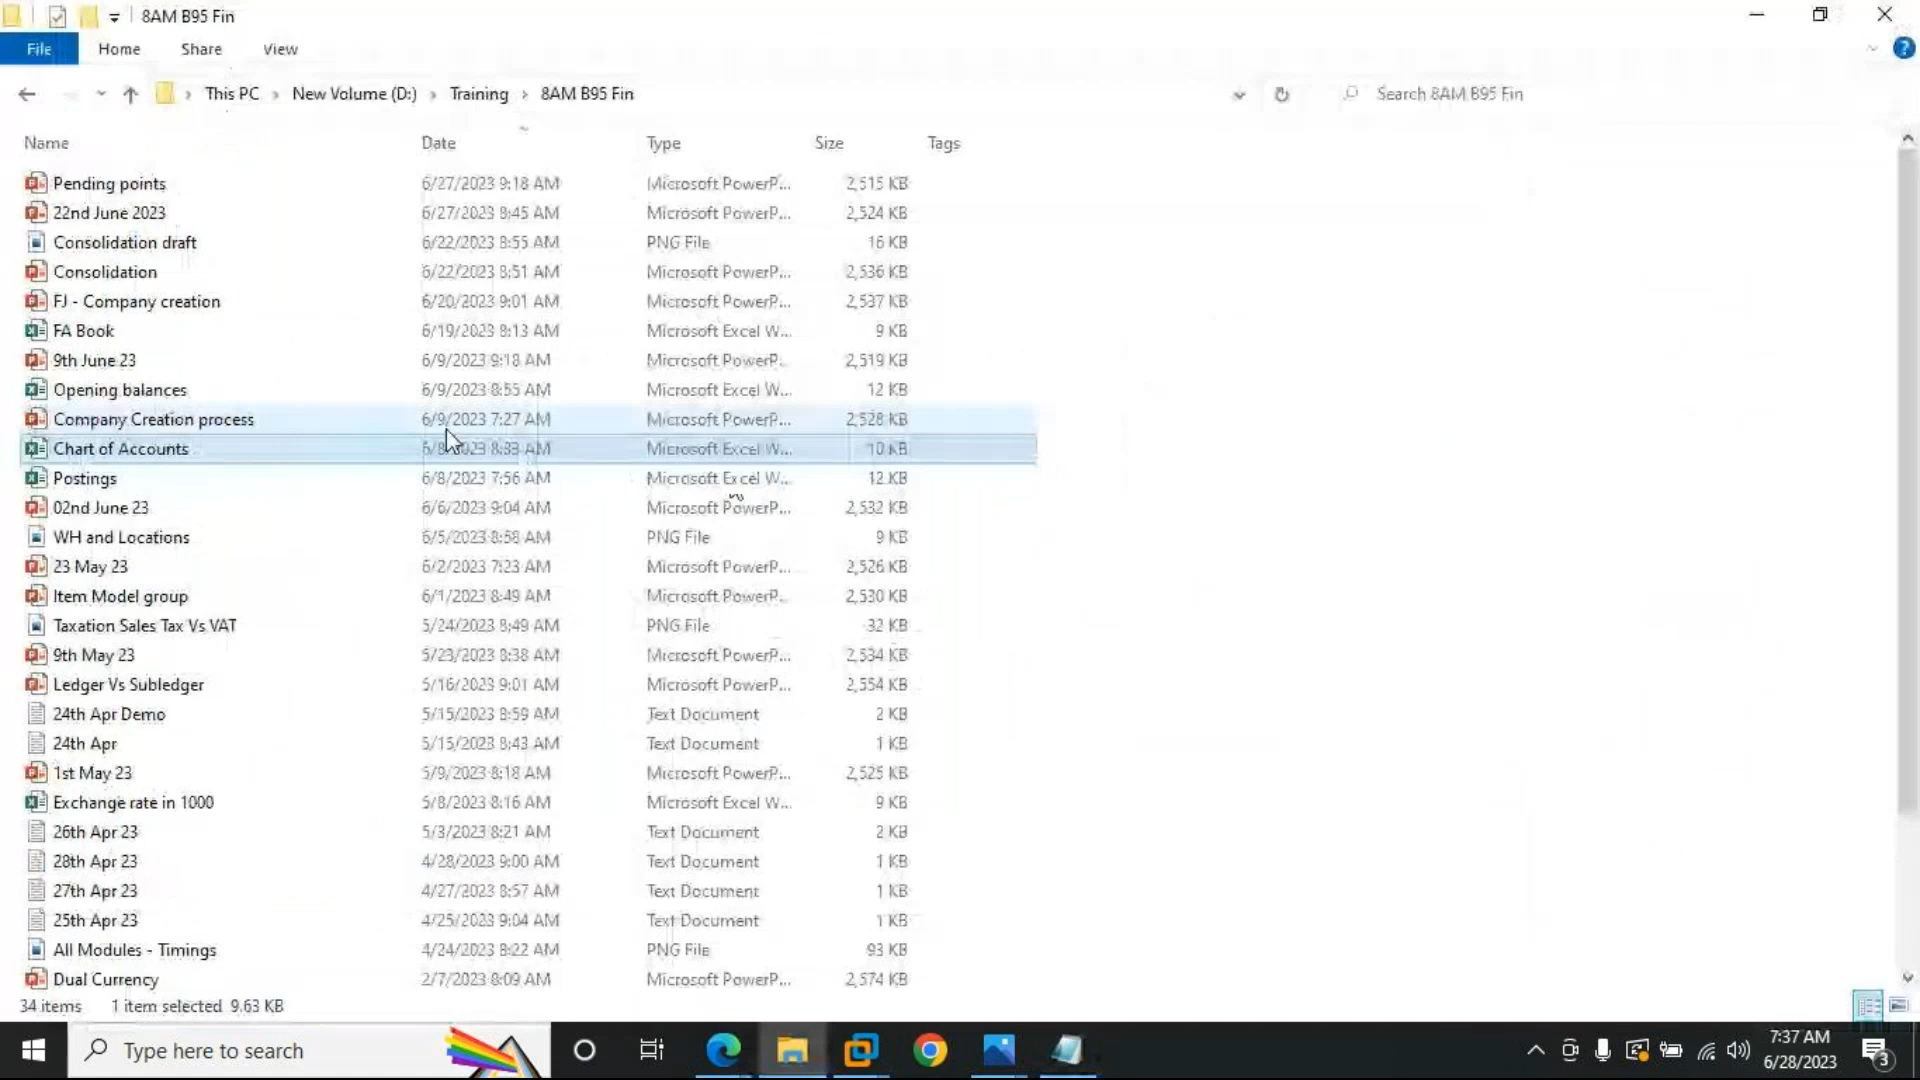 8AM B95 Fin
File Home Share View
This PC › New Volume (D:) › Training › 8AM B95 Fin
Search 8AM B95 Fin
Name Date Type Size Tags
Pending points 6/27/2023 9:18 AM Microsoft PowerP... 2,515 KB
22nd June 2023 6/27/2023 8:45 AM Microsoft PowerP... 2,524 KB
Consolidation draft 6/22/2023 8:55 AM PNG File 16 KB
Consolidation 6/22/2023 8:51 AM Microsoft PowerP... 2,536 KB
FJ - Company creation 6/20/2023 9:01 AM Microsoft PowerP... 2,537 KB
FA Book 6/19/2023 8:13 AM Microsoft Excel W... 9 KB
9th June 23 6/9/2023 9:18 AM Microsoft PowerP... 2,519 KB
Opening balances 6/9/2023 8:55 AM Microsoft Excel W... 12 KB
Company Creation process 6/9/2023 7:27 AM Microsoft PowerP... 2,528 KB
Chart of Accounts 6/8/2023 8:33 AM Microsoft Excel W... 10 KB
Postings 6/8/2023 7:56 AM Microsoft Excel W... 12 KB
02nd June 23 6/6/2023 9:04 AM Microsoft PowerP... 2,532 KB
WH and Locations 6/5/2023 8:58 AM PNG File 9 KB
23 May 23 6/2/2023 7:23 AM Microsoft PowerP... 2,526 KB
Item Model group 6/1/2023 8:49 AM Microsoft PowerP... 2,530 KB
Taxation Sales Tax Vs VAT 5/24/2023 8:49 AM PNG File 32 KB
9th May 23 5/23/2023 8:38 AM Microsoft PowerP... 2,534 KB
Ledger Vs Subledger 5/16/2023 9:01 AM Microsoft PowerP... 2,554 KB
24th Apr Demo 5/15/2023 8:59 AM Text Document 2 KB
24th Apr 5/15/2023 8:43 AM Text Document 1 KB
1st May 23 5/9/2023 8:18 AM Microsoft PowerP... 2,525 KB
Exchange rate in 1000 5/8/2023 8:16 AM Microsoft Excel W... 9 KB
26th Apr 23 5/3/2023 8:21 AM Text Document 2 KB
28th Apr 23 4/28/2023 9:00 AM Text Document 1 KB
27th Apr 23 4/27/2023 8:57 AM Text Document 1 KB
25th Apr 23 4/25/2023 9:04 AM Text Document 1 KB
All Modules - Timings 4/24/2023 8:22 AM PNG File 93 KB
Dual Currency 2/7/2023 8:09 AM Microsoft PowerP... 2,574 KB
34 items 1 item selected 9.63 KB
Type here to search
7:37 AM
6/28/2023
3